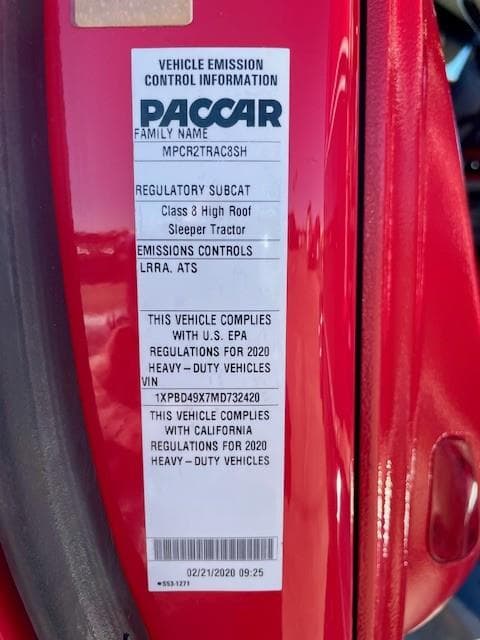 VEHICLE EMISSION
CONTROL INFORMATION
PACCAR
FAMILY NAME
MPCR2TRAC8SH
REGULATORY SUBCAT
Class 8 High Roof
Sleeper Tractor
EMISSIONS CONTROLS
LRRA, ATS
THIS VEHICLE COMPLIES
WITH U.S. EPA
REGULATIONS FOR 2020
HEAVY-DUTY VEHICLES
VIN
1XPBD49X7MD732420
THIS VEHICLE COMPLIES
WITH CALIFORNIA
REGULATIONS FOR 2020
HEAVY-DUTY VEHICLES
02/21/2020 09:25
*S53-1271